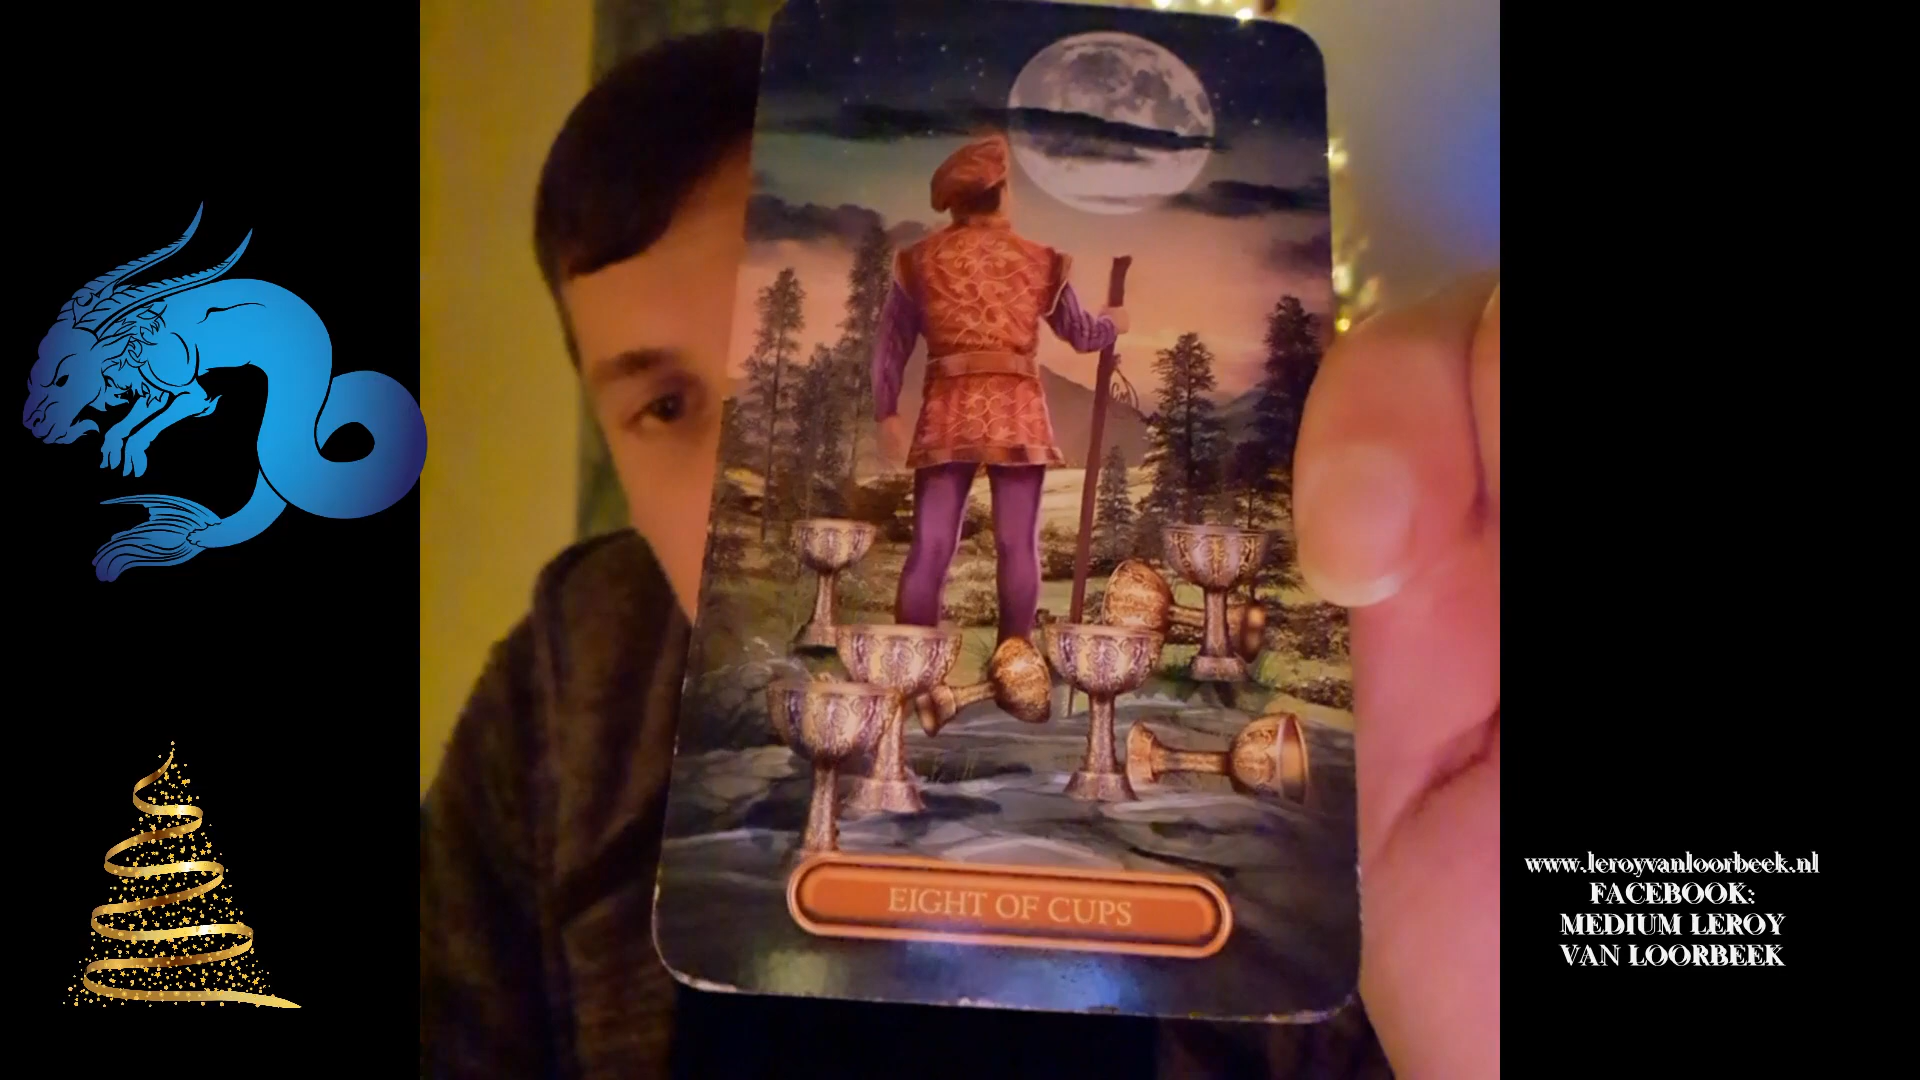 EIGHT OF CUPS
www.leroyvanloorbeek.nl
FACEBOOK:
MEDIUM LEROY
VAN LOORBEEK